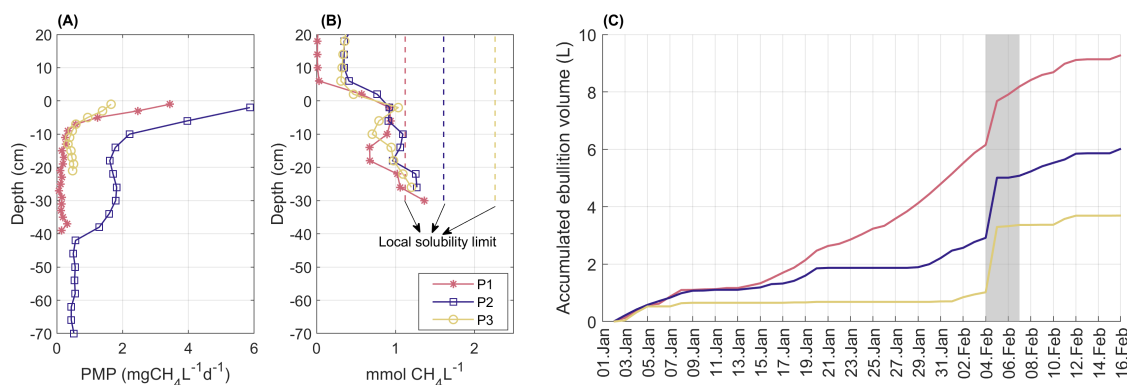 (A)
20
10
0
-10
-20
-30
-40
-50
-60
-70
Depth (cm)
0
2
4
6
PMP (mgCH4L-1d-1)
(B)
20
10
0
-10
-20
-30
-40
-50
-60
-70
Depth (cm)
Local solubility limit
P1
P2
P3
0
1
2
mmol CH4L-1
(C)
10
8
6
4
2
0
Accumulated ebullition volume (L)
01.Jan
03.Jan
05.Jan
07.Jan
09.Jan
11.Jan
13.Jan
15.Jan
17.Jan
19.Jan
21.Jan
23.Jan
25.Jan
27.Jan
29.Jan
31.Jan
02.Feb
04.Feb
06.Feb
08.Feb
10.Feb
12.Feb
14.Feb
16.Feb